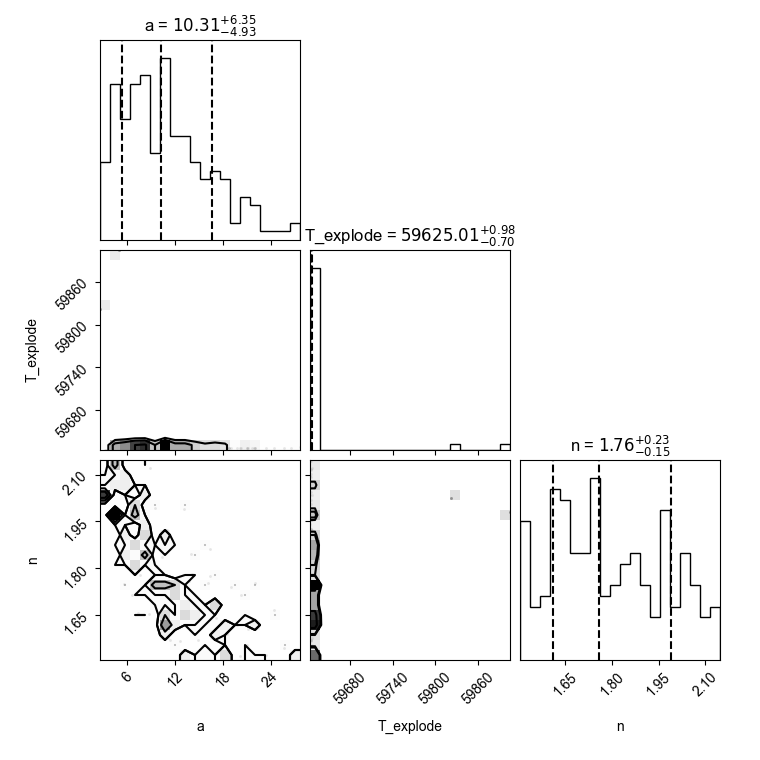 a = 10.31+6.35−4.93
T_explode = 59625.01+0.98−0.70
T_explode
59860
59800
59740
59680
n = 1.76+0.23−0.15
n
2.10
1.95
1.80
1.65
6 12 18 24
59680 59740 59800 59860
1.65 1.80 1.95 2.10
a
T_explode
n